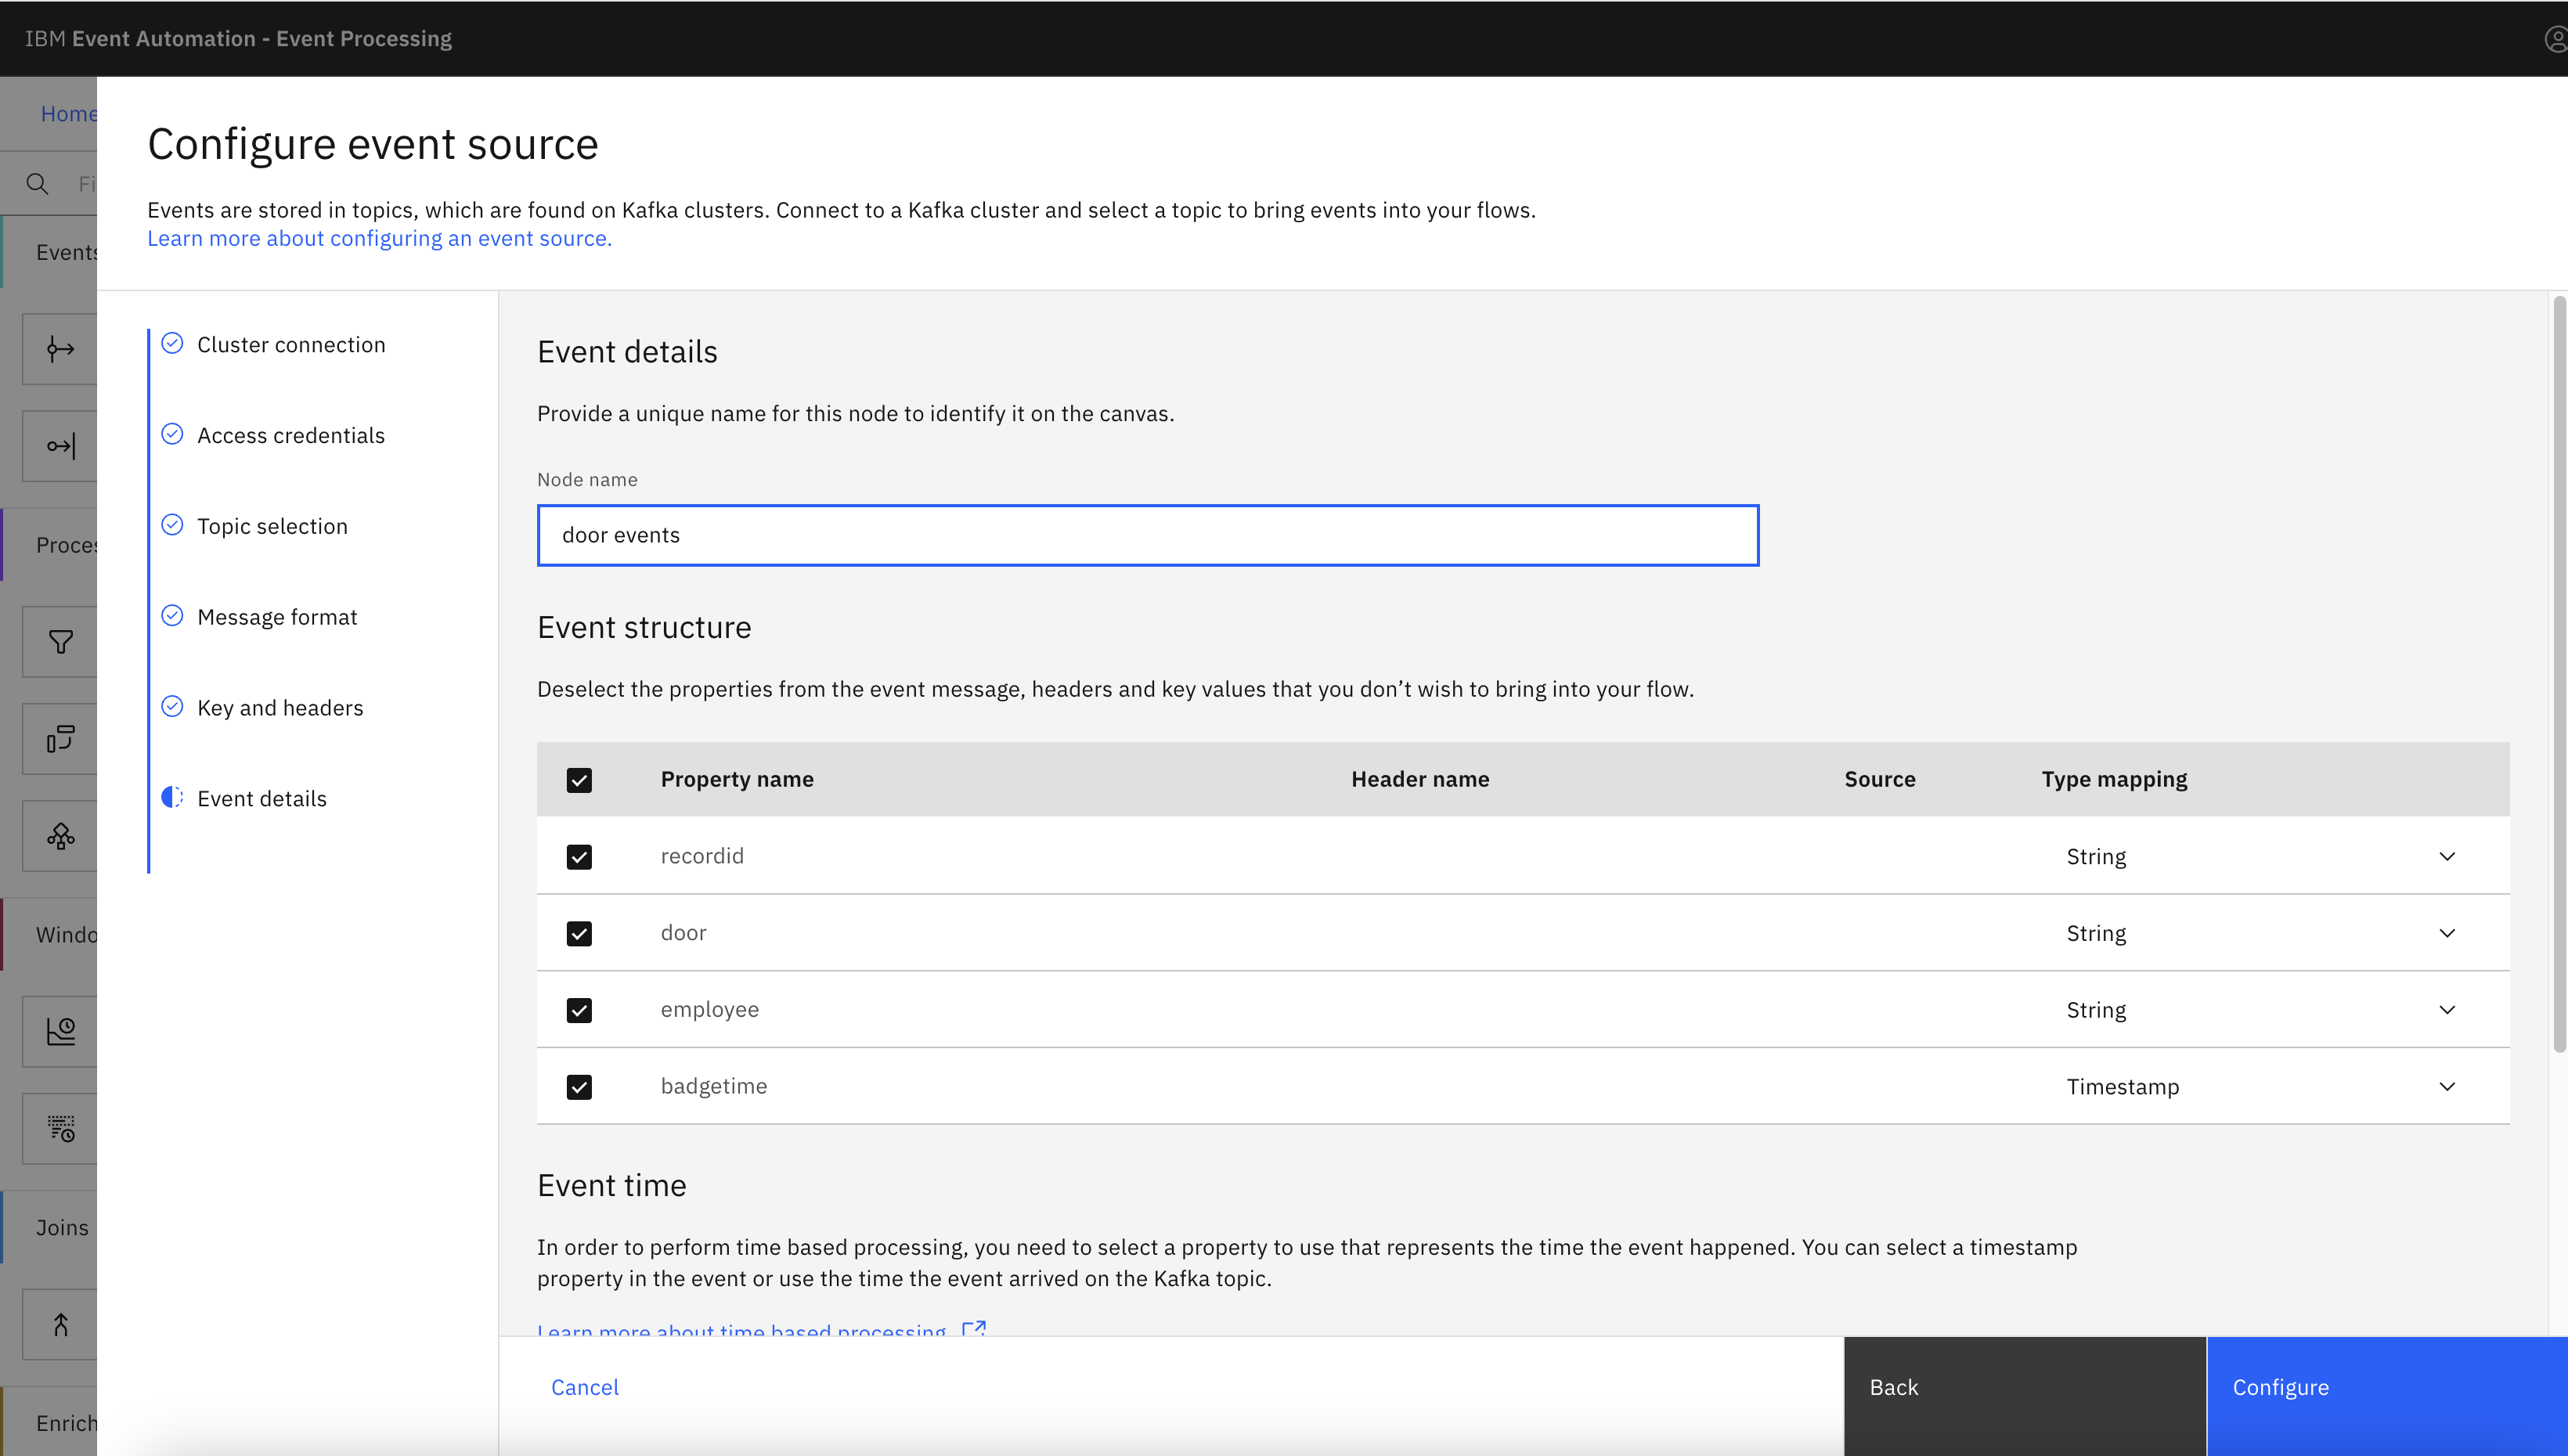 IBM Event Automation - Event Processing
Home
Configure event source
Events are stored in topics, which are found on Kafka clusters. Connect to a Kafka cluster and select a topic to bring events into your flows.
Learn more about configuring an event source.
Fi
Events
Proces
Windo
Joins
Enrich
Cluster connection
Access credentials
Topic selection
Message format
Key and headers
Event details
Event details
Provide a unique name for this node to identify it on the canvas.
Node name
door events
Event structure
Deselect the properties from the event message, headers and key values that you don’t wish to bring into your flow.
Property name Header name Source Type mapping
recordid String
door String
employee String
badgetime Timestamp
Event time
In order to perform time based processing, you need to select a property to use that represents the time the event happened. You can select a timestamp
property in the event or use the time the event arrived on the Kafka topic.
Learn more about time based processing
Cancel
Back
Configure